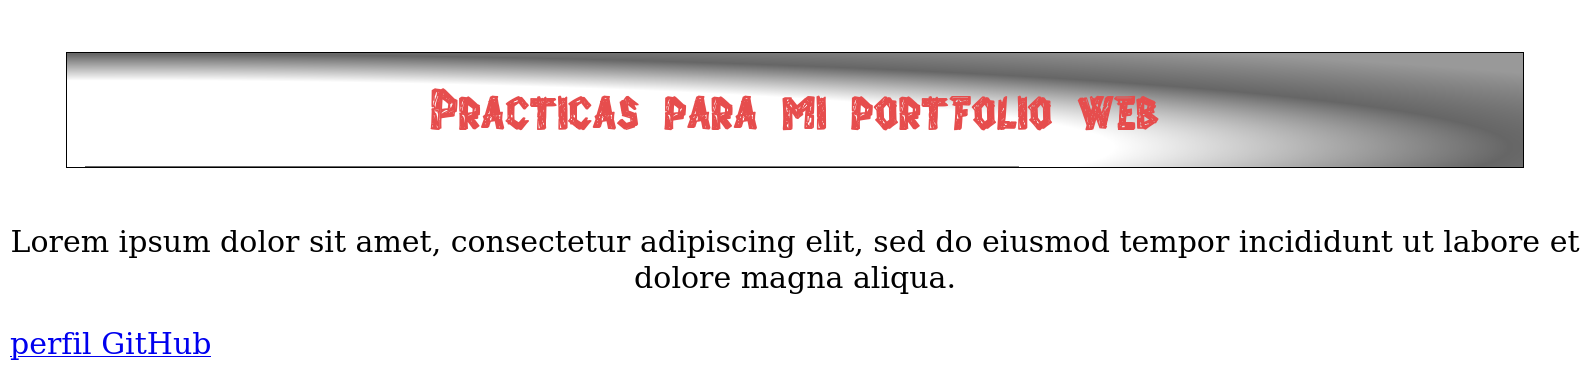 Practicas para mi portfolio web
Lorem ipsum dolor sit amet, consectetur adipiscing elit, sed do eiusmod tempor incididunt ut labore et
dolore magna aliqua.
perfil GitHub